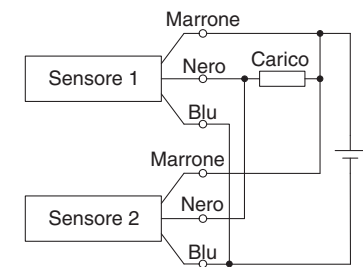 Marrone
Nero
Carico
Sensore 1
Blu
Marrone
Nero
Sensore 2
Blu